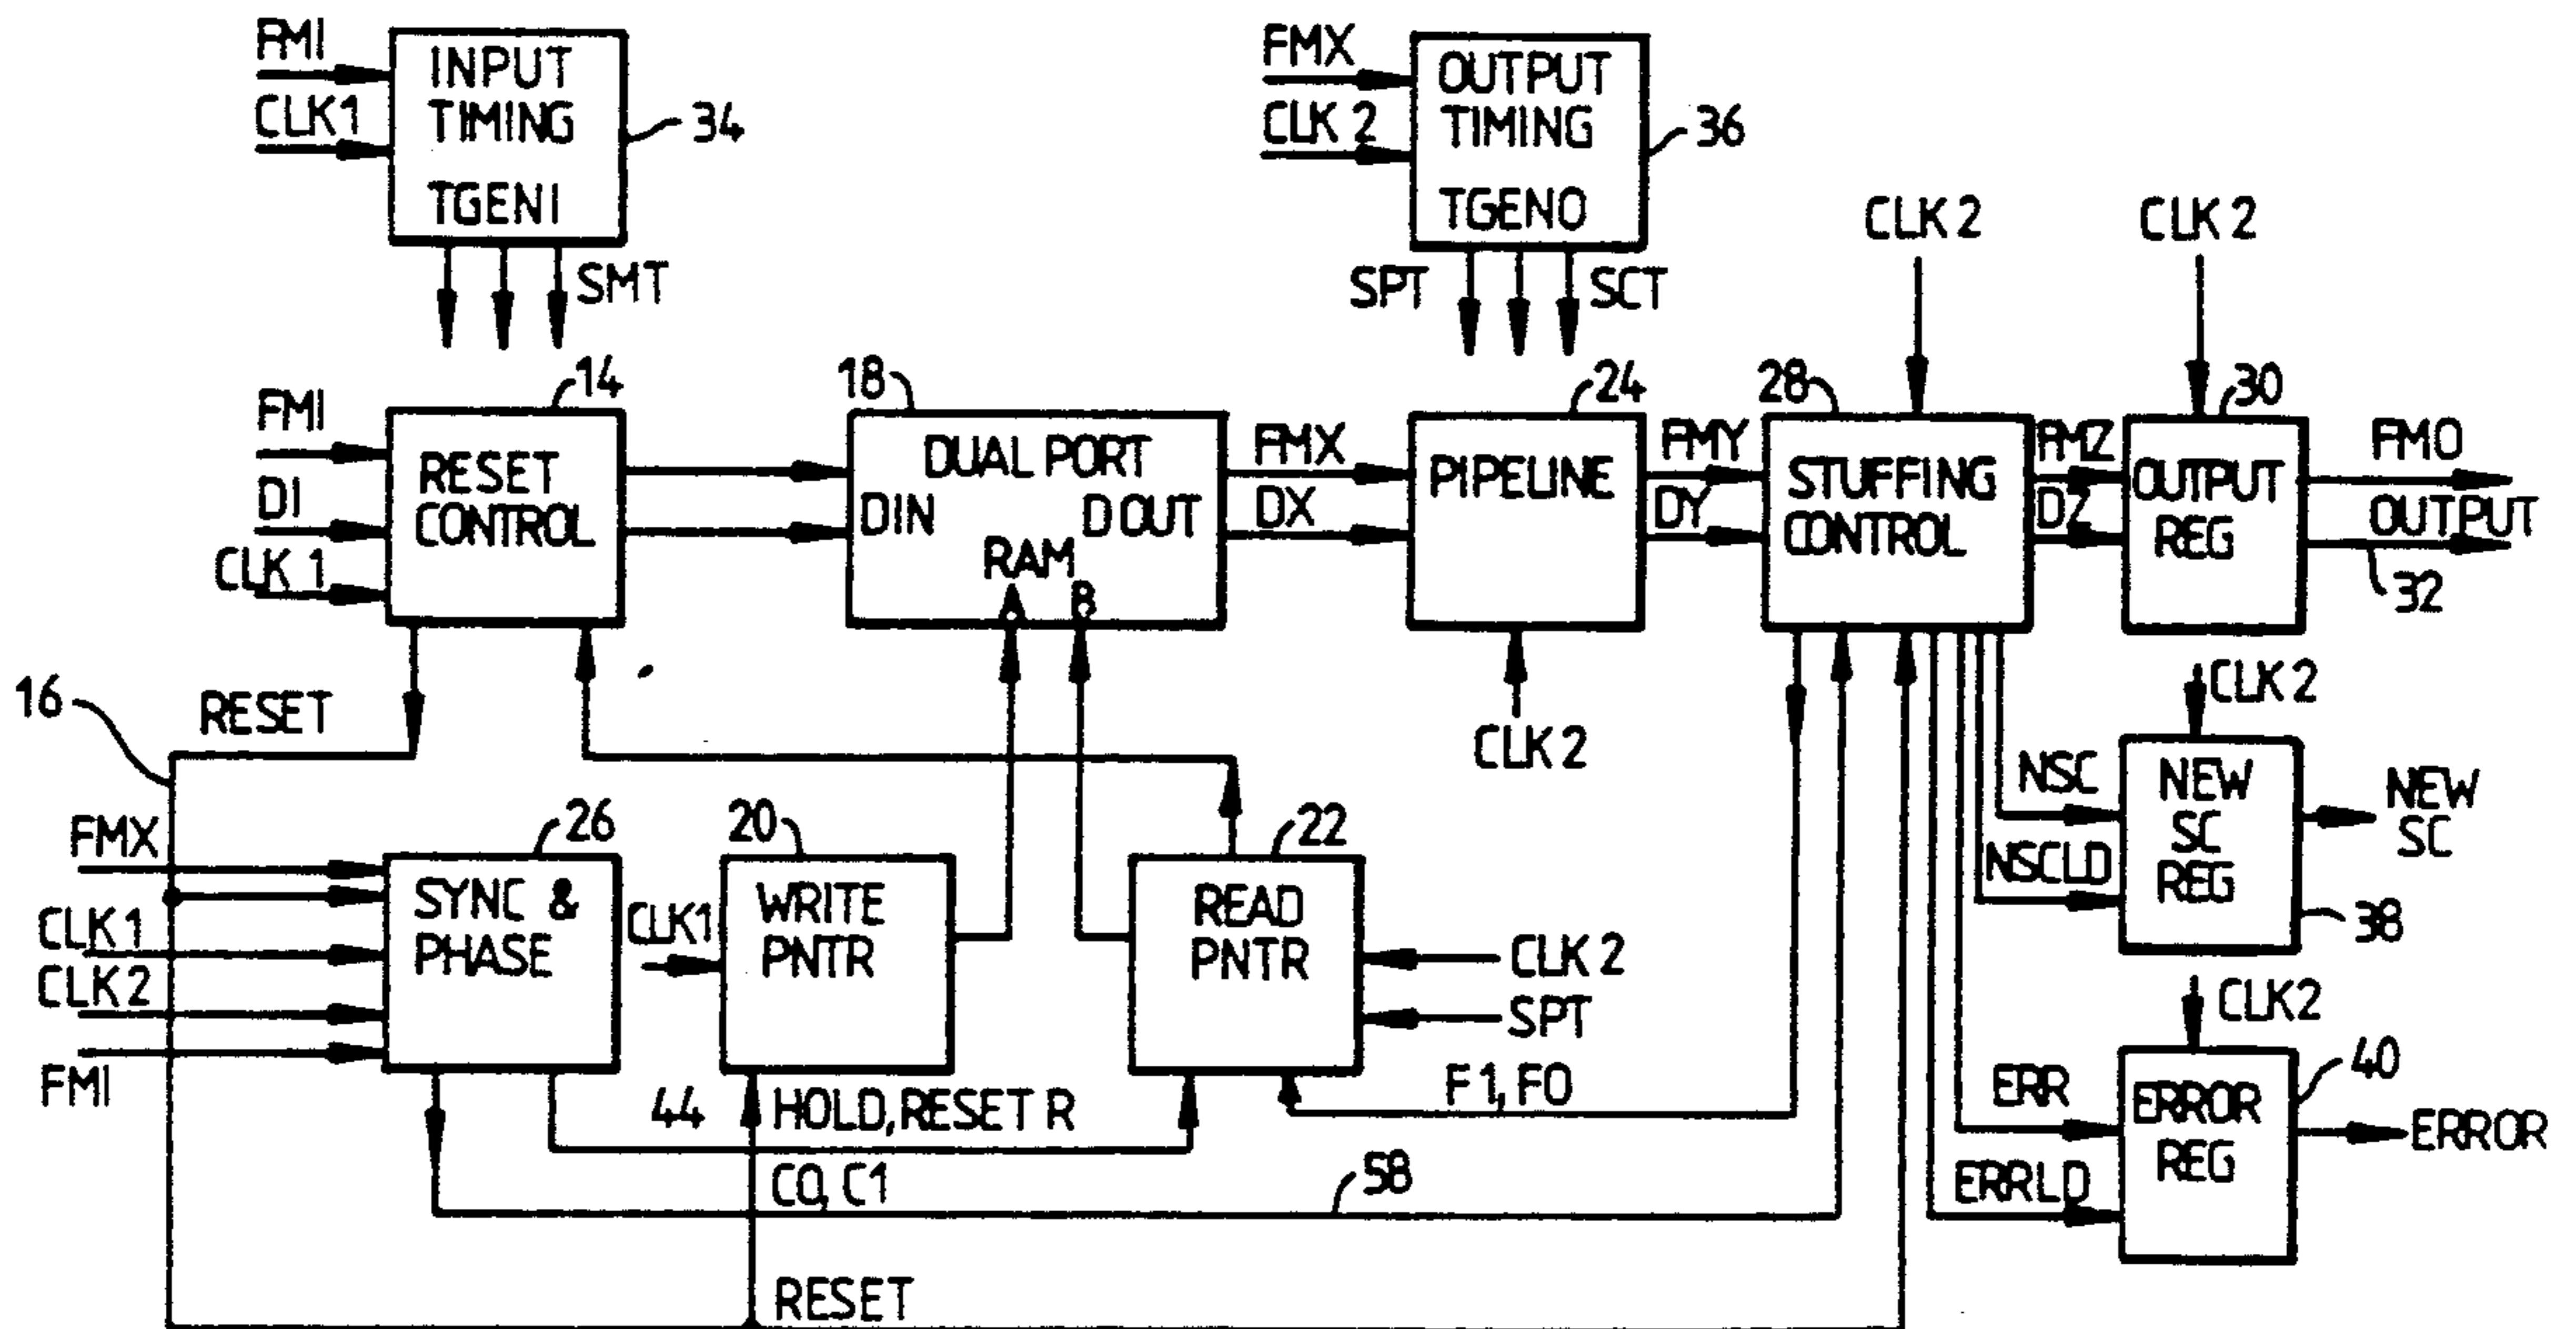 FMI
CLK1
INPUT
TIMING
TGENI
34
SMT
FMX
CLK 2
OUTPUT
TIMING
TGENO
36
SPT
SCT
CLK 2
CLK 2
FMI
DI
CLK 1
14
RESET
CONTROL
18
DUAL PORT
DIN
D OUT
RAM
A B
FMX
DX
24
PIPELINE
CLK 2
FMY
DY
28
STUFFING
CONTROL
FMZ
DZ
30
OUTPUT
REG
FMO
OUTPUT
32
16
RESET
FMX
CLK1
CLK2
FMI
26
SYNC &
PHASE
CLK1
20
WRITE
PNTR
22
READ
PNTR
CLK 2
SPT
F1, F0
44
HOLD, RESET R
C0, C1
58
RESET
CLK 2
NSC
NSCLD
NEW
SC
REG
38
NEW
SC
CLK2
ERR
ERRLD
ERROR
REG
40
ERROR